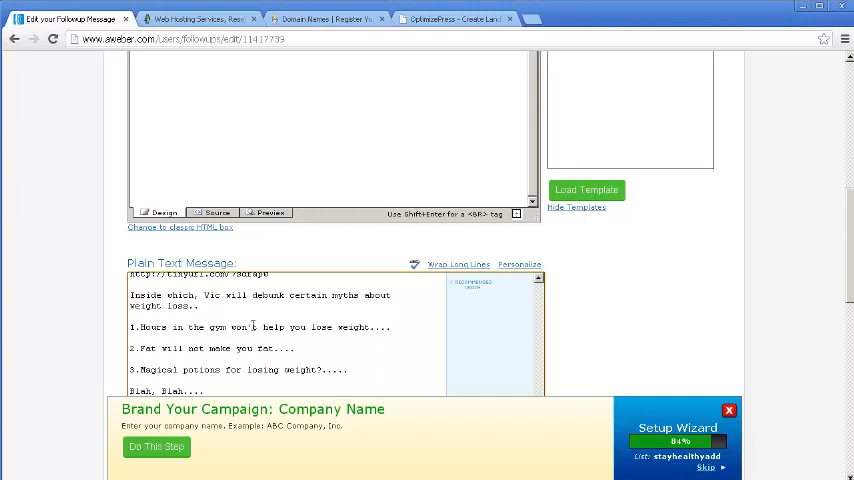 Edit your Followup Message
Web Hosting Services, Rese
Domain Names | Register Yo
OptimizePress - Create Land
www.aweber.com/users/followups/edit/11417739
Load Template
Hide Templates
Design
Source
Preview
Use Shift+Enter for a <BR> tag
Change to classic HTML box
Plain Text Message:
Wrap Long Lines
Personalize
RECOMMENDED
WIDTH
Inside which, Vic will debunk certain myths about
weight loss..
1.Hours in the gym won't help you lose weight....
2.Fat will not make you fat....
3.Magical potions for losing weight?.....
Blah, Blah....
Brand Your Campaign: Company Name
Enter your company name. Example: ABC Company, Inc.
Do This Step
Setup Wizard
84%
List: stayhealthyadd
Skip